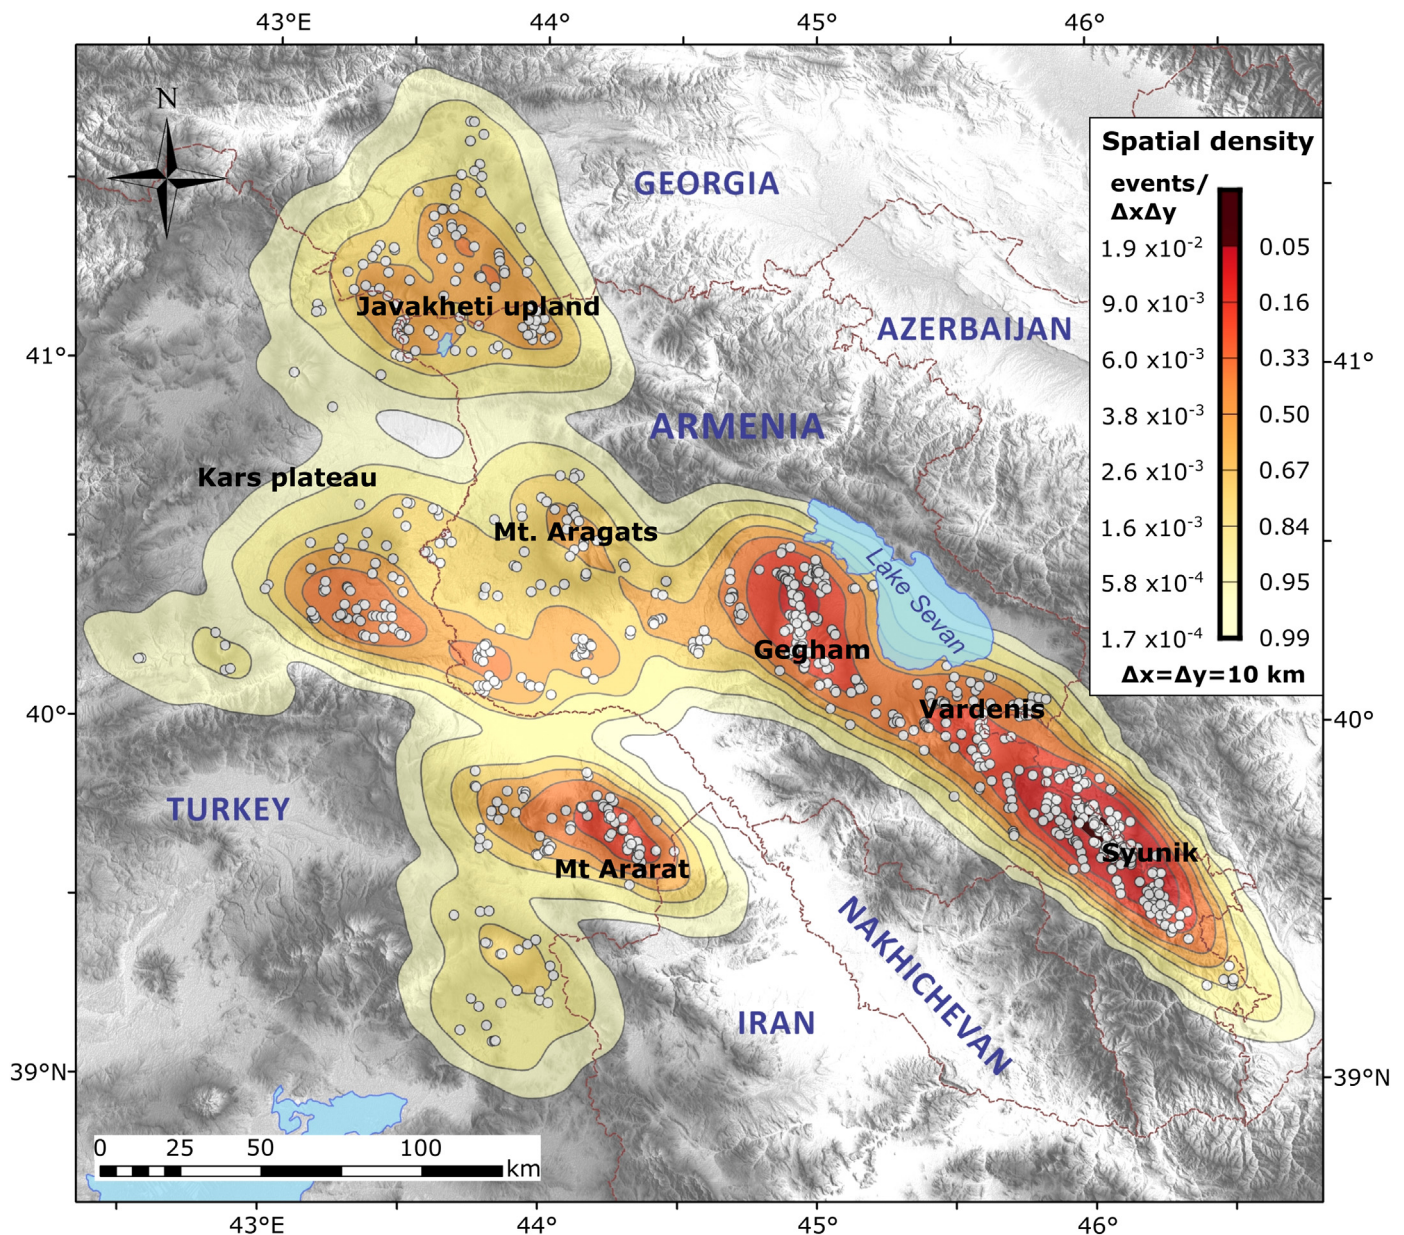 43°E 44° 45° 46°
N
Spatial density
events/
ΔxΔy
1.9 x10-2 0.05
9.0 x10-3 0.16
6.0 x10-3 0.33
3.8 x10-3 0.50
2.6 x10-3 0.67
1.6 x10-3 0.84
5.8 x10-4 0.95
1.7 x10-4 0.99
Δx=Δy=10 km
GEORGIA
Javakheti upland
AZERBAIJAN
41° 41°
ARMENIA
Kars plateau
Mt. Aragats
Lake Sevan
Gegham
Vardenis
40° 40°
TURKEY
Syunik
Mt Ararat
NAKHICHEVAN
IRAN
39°N 39°N
0 25 50 100
km
43°E 44° 45° 46°